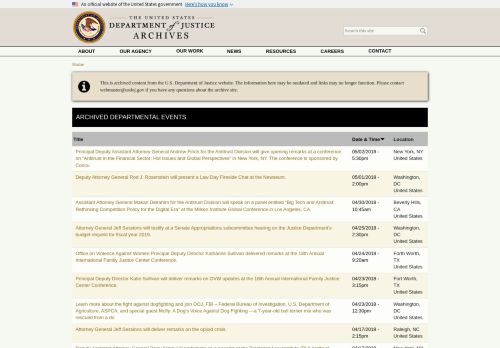 An official website of the United States government Here's how you know
THE UNITED STATES
DEPARTMENT of JUSTICE
ARCHIVES
Search this site
ABOUT OUR AGENCY OUR WORK NEWS RESOURCES CAREERS CONTACT
Home
This is archived content from the U.S. Department of Justice website. The information here may be outdated and links may no longer function. Please contact
webmaster@usdoj.gov if you have any questions about the archive site.
ARCHIVED DEPARTMENTAL EVENTS
Title Date & Time Location
Principal Deputy Assistant Attorney General Andrew Finch for the Antitrust Division will give opening remarks at a conference 05/02/2018 - New York, NY
on "Antitrust in the Financial Sector: Hot Issues and Global Perspectives" in New York, NY. The conference is sponsored by 5:30pm United States
Concu
Deputy Attorney General Rod J. Rosenstein will present a Law Day Fireside Chat at the Newseum. 05/01/2018 - Washington,
2:00pm DC
United States
Assistant Attorney General Makan Delrahim for the Antitrust Division will speak on a panel entitled "Big Tech and Antitrust: 04/30/2018 - Beverly Hills,
Rethinking Competition Policy for the Digital Era" at the Milken Institute Global Conference in Los Angeles, CA. 10:45am CA
United States
Attorney General Jeff Sessions will testify at a Senate Appropriations subcommittee hearing on the Justice Department's 04/25/2018 - Washington,
budget request for fiscal year 2019. 2:30pm DC
United States
Office on Violence Against Women Principal Deputy Director Katharine Sullivan delivered remarks at the 18th Annual 04/24/2018 - Forth Worth,
International Family Justice Center Conference. 9:20am TX
United States
Principal Deputy Director Katie Sullivan will deliver remarks on OVW updates at the 18th Annual International Family Justice 04/23/2018 - Fort Worth,
Center Conference. 3:15pm TX
United States
Learn more about the fight against dogfighting and join DOJ, FBI – Federal Bureau of Investigation, U.S. Department of 04/23/2018 - Washington,
Agriculture, ASPCA, and special guest Molly: A Dog's Voice Against Dog Fighting —a 7-year-old bull terrier mix who was 12:30pm DC
rescued from a do United States
Attorney General Jeff Sessions will deliver remarks on the opioid crisis. 04/17/2018 - Raleigh, NC
2:15pm United States